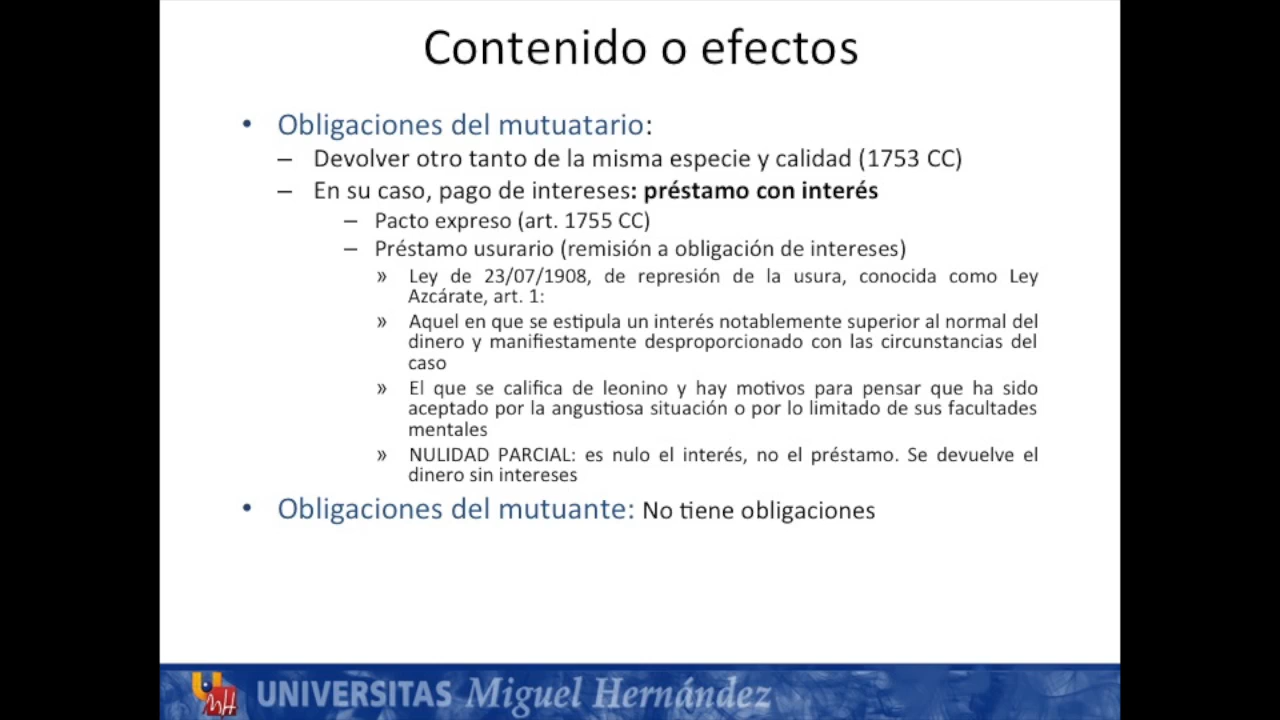 Contenido o efectos
• Obligaciones del mutuatario:
– Devolver otro tanto de la misma especie y calidad (1753 CC)
– En su caso, pago de intereses: préstamo con interés
– Pacto expreso (art. 1755 CC)
– Préstamo usurario (remisión a obligación de intereses)
» Ley de 23/07/1908, de represión de la usura, conocida como Ley
Azcárate, art. 1:
» Aquel en que se estipula un interés notablemente superior al normal del
dinero y manifiestamente desproporcionado con las circunstancias del
caso
» El que se califica de leonino y hay motivos para pensar que ha sido
aceptado por la angustiosa situación o por lo limitado de sus facultades
mentales
» NULIDAD PARCIAL: es nulo el interés, no el préstamo. Se devuelve el
dinero sin intereses
• Obligaciones del mutuante: No tiene obligaciones
UNIVERSITAS Miguel Hernández